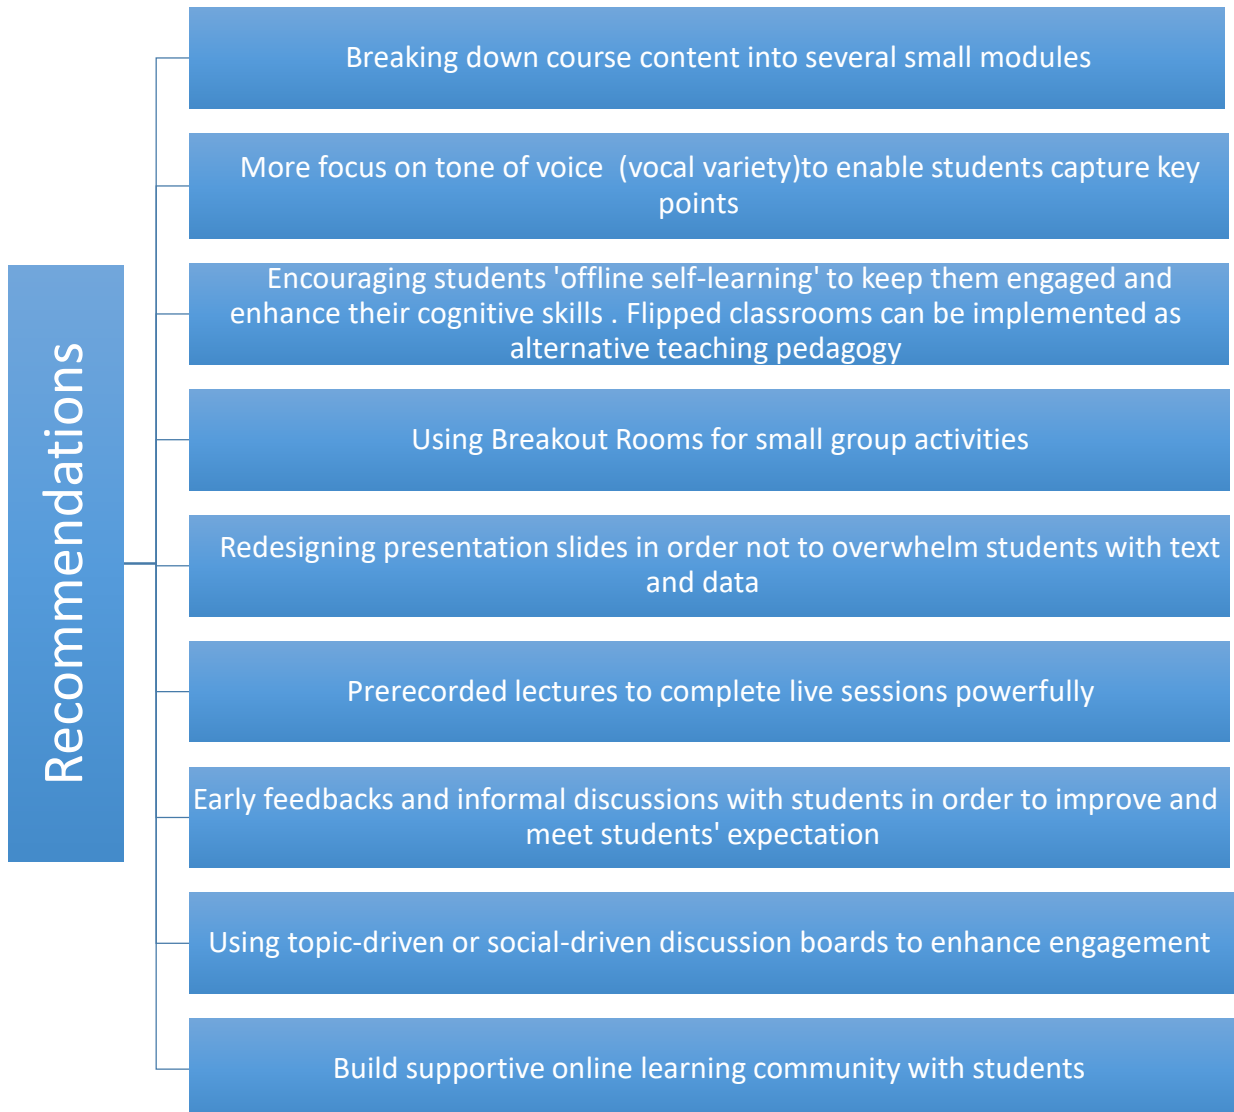 Recommendations
Breaking down course content into several small modules
More focus on tone of voice  (vocal variety)to enable students capture key
points
Encouraging students 'offline self-learning' to keep them engaged and
enhance their cognitive skills . Flipped classrooms can be implemented as
alternative teaching pedagogy
Using Breakout Rooms for small group activities
Redesigning presentation slides in order not to overwhelm students with text
and data
Prerecorded lectures to complete live sessions powerfully
Early feedbacks and informal discussions with students in order to improve and
meet students' expectation
Using topic-driven or social-driven discussion boards to enhance engagement
Build supportive online learning community with students